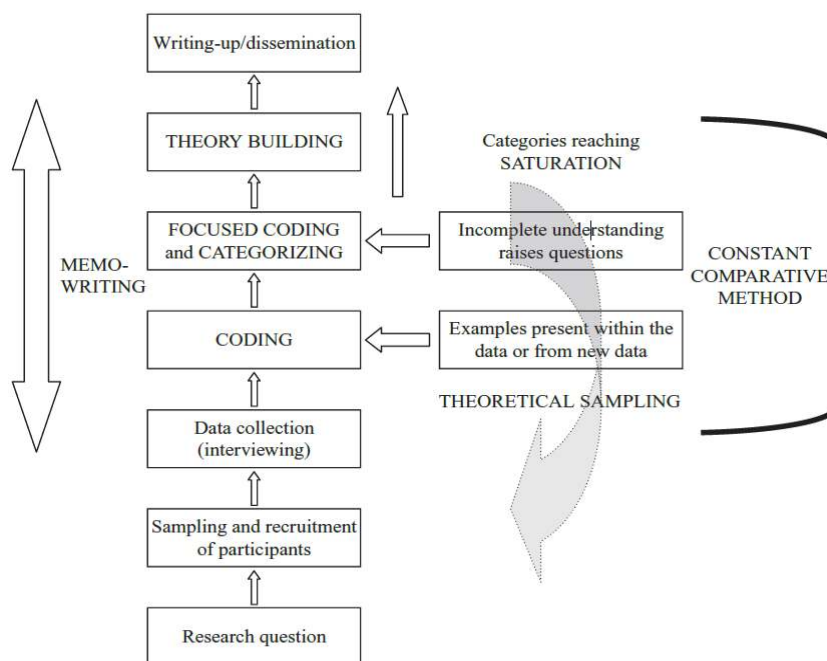 Writing-up/dissemination
THEORY BUILDING
Categories reaching
SATURATION
FOCUSED CODING
and CATEGORIZING
Incomplete understanding
raises questions
MEMO-
WRITING
CONSTANT
COMPARATIVE
METHOD
CODING
Examples present within the
data or from new data
THEORETICAL SAMPLING
Data collection
(interviewing)
Sampling and recruitment
of participants
Research question